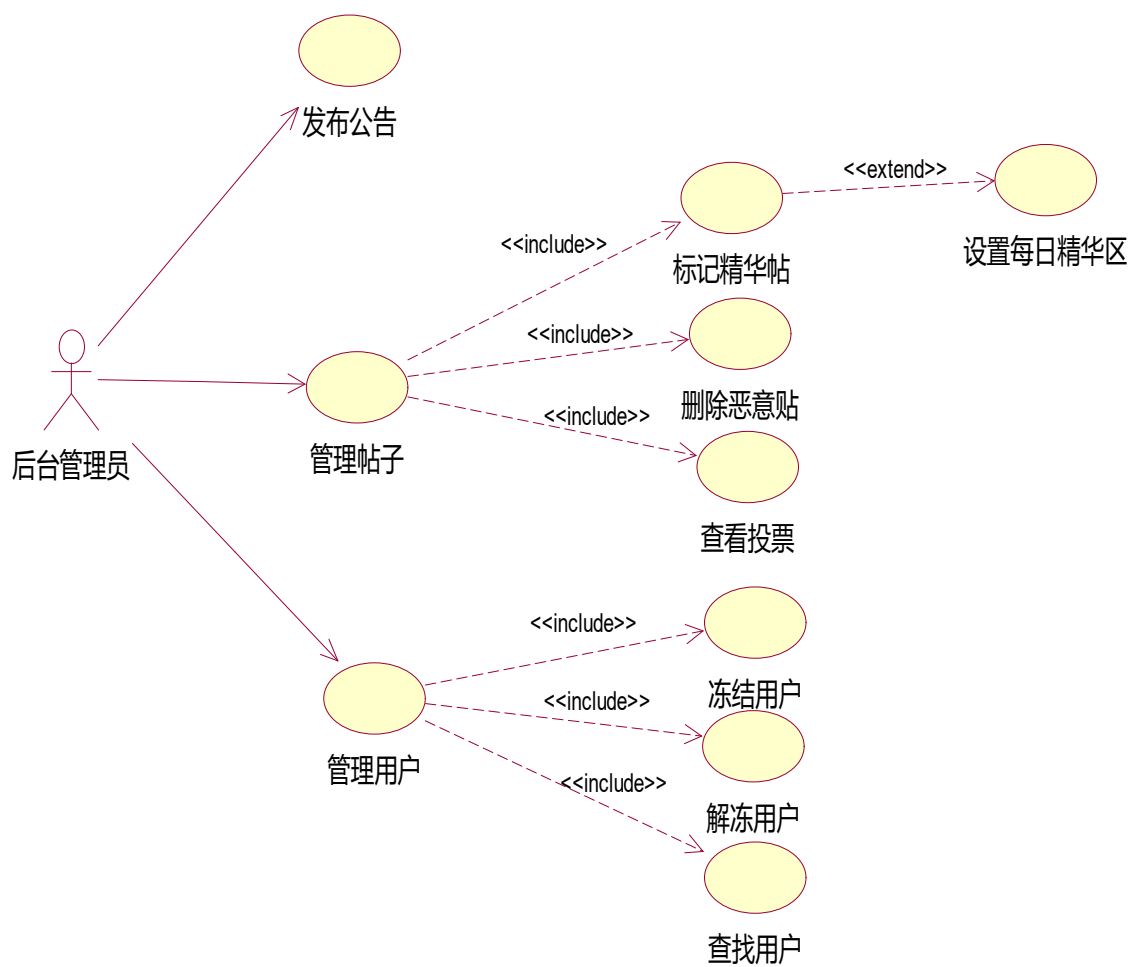 发布公告
<<extend>>
设置每日精华区
<<include>>
标记精华帖
<<include>>
删除恶意贴
<<include>>
后台管理员
管理帖子
查看投票
<<include>>
冻结用户
<<include>>
管理用户
<<include>>
解冻用户
查找用户